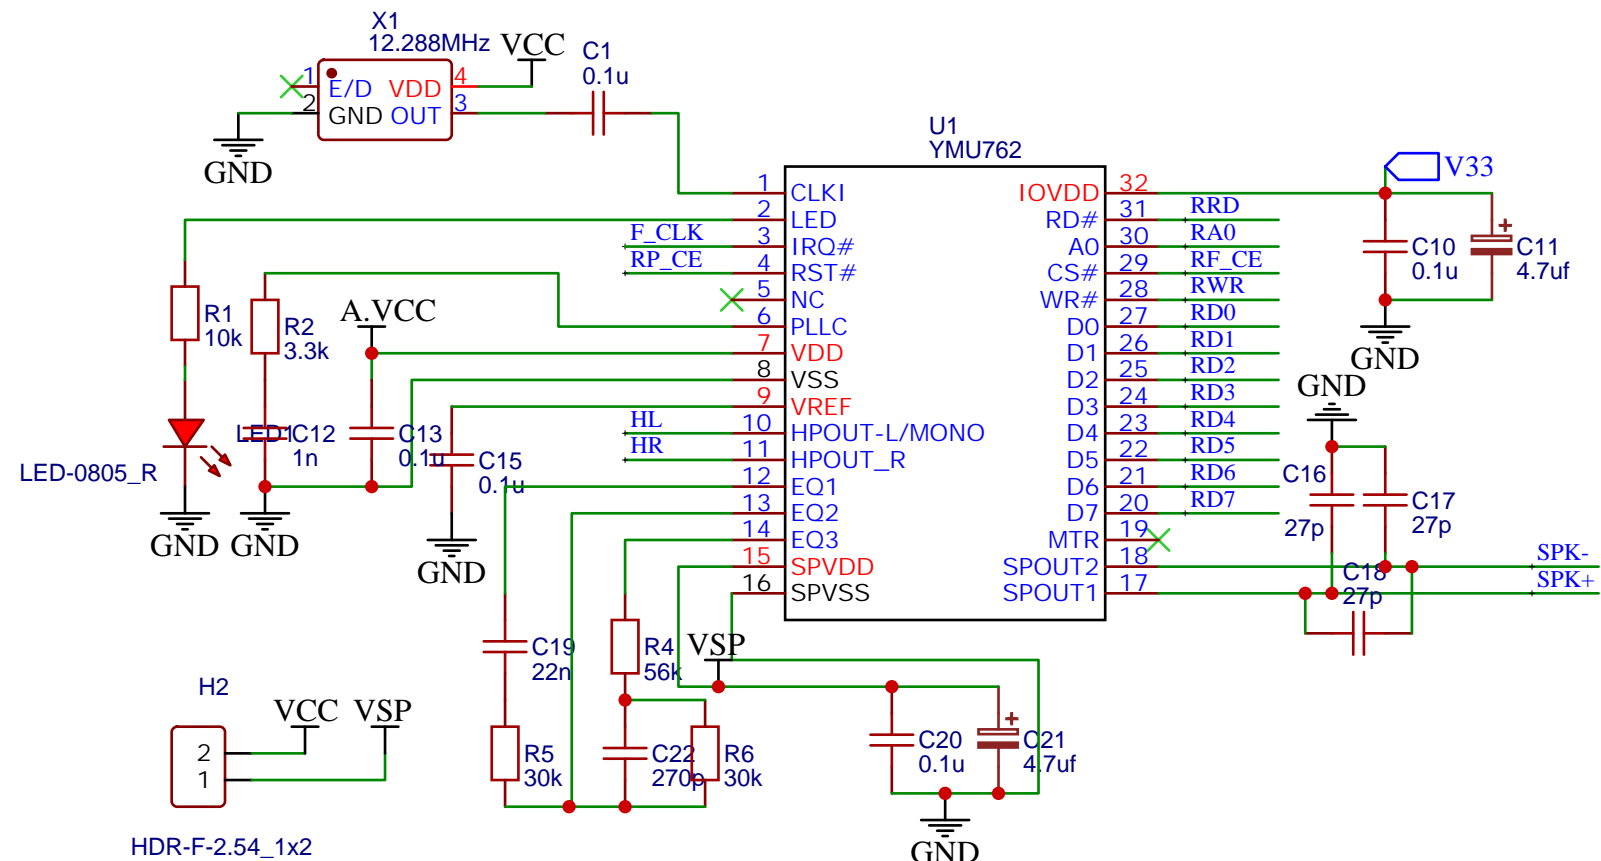 X1
12.288MHz
VCC
C1
0.1u
1
E/D
VDD
4
2
GND
OUT
3
GND
U1
YMU762
1
CLKI
2
LED
F_CLK
3
IRQ#
RP_CE
4
RST#
5
NC
6
PLLC
7
VDD
8
VSS
9
VREF
HL
10
HPOUT-L/MONO
HR
11
HPOUT_R
12
EQ1
13
EQ2
14
EQ3
15
SPVDD
16
SPVSS
IOVDD
32
RD#
31
RRD
A0
30
RA0
CS#
29
RF_CE
WR#
28
RWR
D0
27
RD0
D1
26
RD1
D2
25
RD2
D3
24
RD3
D4
23
RD4
D5
22
RD5
D6
21
RD6
D7
20
RD7
MTR
19
SPOUT2
18
SPK-
SPOUT1
17
SPK+
V33
C10
0.1u
C11
4.7uf
GND
GND
C16
27p
C17
27p
C18
27p
R1
10k
R2
3.3k
A.VCC
LED1
LED-0805_R
C12
1n
C13
0.1u
C15
0.1u
GND
GND
GND
C19
22n
R4
56k
VSP
R5
30k
C22
270p
R6
30k
C20
0.1u
C21
4.7uf
GND
H2
VCC
VSP
2
1
HDR-F-2.54_1x2